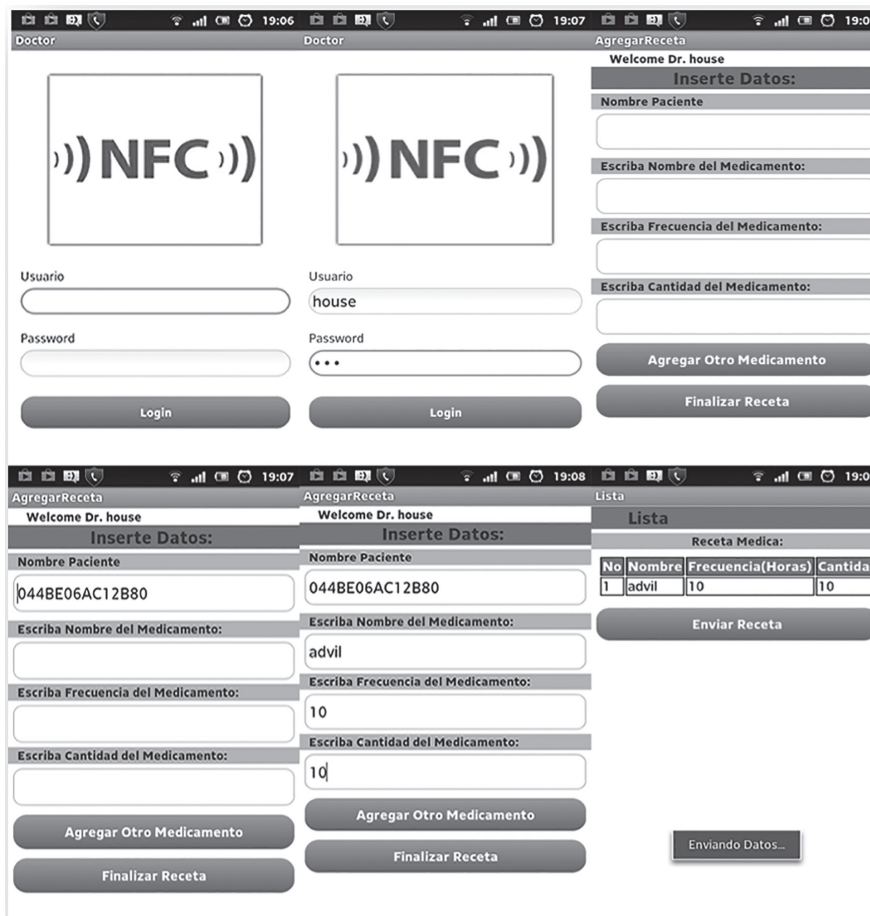 19:06
Doctor
NFC
Usuario
Password
Login
19:07
Doctor
NFC
Usuario
house
Password
Login
19:0
AgregarReceta
Welcome Dr. house
Inserte Datos:
Nombre Paciente
Escriba Nombre del Medicamento:
Escriba Frecuencia del Medicamento:
Escriba Cantidad del Medicamento:
Agregar Otro Medicamento
Finalizar Receta
19:07
AgregarReceta
Welcome Dr. house
Inserte Datos:
Nombre Paciente
044BE06AC12B80
Escriba Nombre del Medicamento:
Escriba Frecuencia del Medicamento:
Escriba Cantidad del Medicamento:
Agregar Otro Medicamento
Finalizar Receta
19:08
AgregarReceta
Welcome Dr. house
Inserte Datos:
Nombre Paciente
044BE06AC12B80
Escriba Nombre del Medicamento:
advil
Escriba Frecuencia del Medicamento:
10
Escriba Cantidad del Medicamento:
10
Agregar Otro Medicamento
Finalizar Receta
19:0
Lista
Lista
Receta Medica:
No Nombre Frecuencia(Horas) Cantida
1 advil 10 10
Enviar Receta
Enviando Datos...